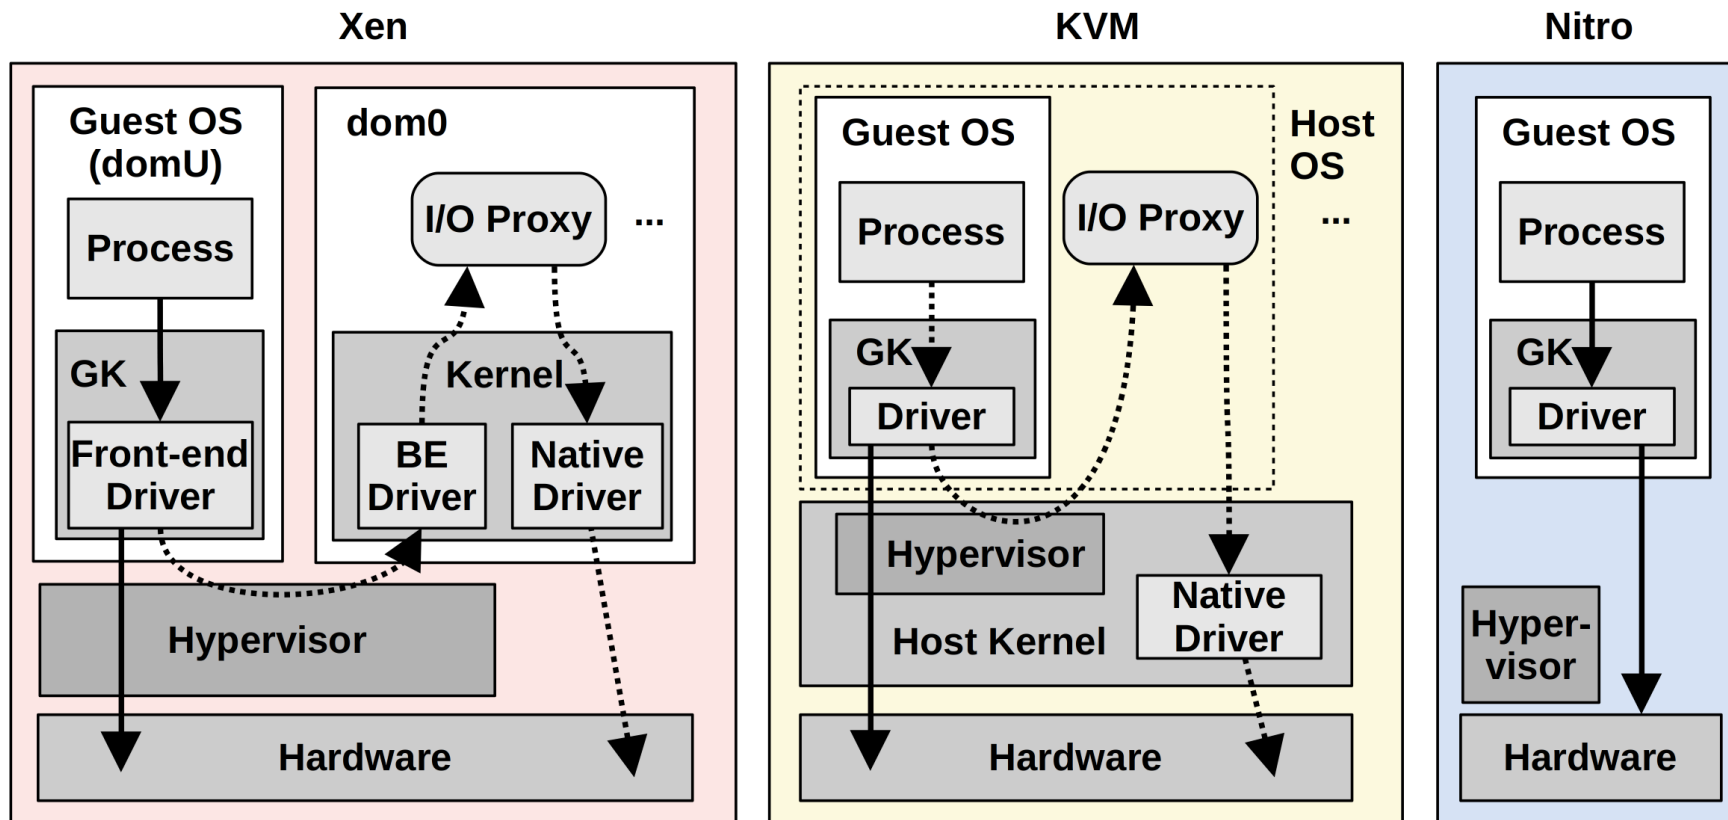 Xen
Guest OS
(domU)
Process
GK
Front-end
Driver
dom0
I/O Proxy
...
Kernel
BE
Driver
Native
Driver
Hypervisor
Hardware
KVM
Guest OS
Process
GK
Driver
I/O Proxy
Host
OS
...
Hypervisor
Host Kernel
Native
Driver
Hardware
Nitro
Guest OS
Process
GK
Driver
Hyper-
visor
Hardware